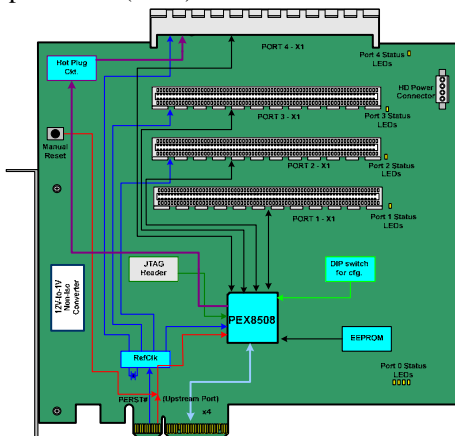 Hot Plug
Ckt.
PORT 4 - X1
Port 4 Status
LEDs
HD Power
Connector
PORT 3 - X1
Port 3 Status
LEDs
Manual
Reset
PORT 2 - X1
Port 2 Status
LEDs
PORT 1 - X1
Port 1 Status
LEDs
12V-to-1V
Non-Iso
Converter
JTAG
Header
DIP switch
for cfg.
PEX8508
EEPROM
RefClk
Port 0 Status
LEDs
PERST#
(Upstream Port)
x4